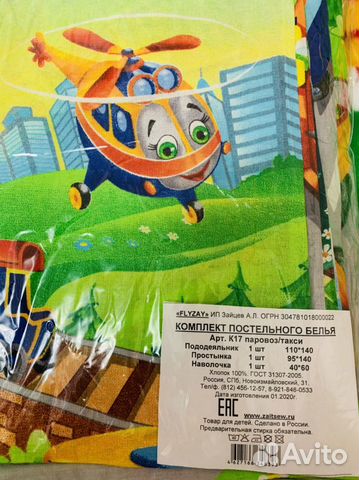 «FLYZAY» ИП Зайцев А.Л. ОГРН 304781018000022
КОМПЛЕКТ ПОСТЕЛЬНОГО БЕЛЬЯ
Арт. К17 паровоз/такси
Пододеяльник 1 шт 110*140
Простынка 1 шт 95*140
Наволочка 1 шт 40*60
Хлопок 100%. ГОСТ 31307-2005.
Россия, СПб, Новоизмайловский, 31.
Тел/ф. (812) 456-12-57, 8-921-848-0533
Дата изготовления 01.2020г.
EAC
www.zaitsew.ru
Товар для детей. Сделано в России.
Предварительная стирка обязательна.
Avito